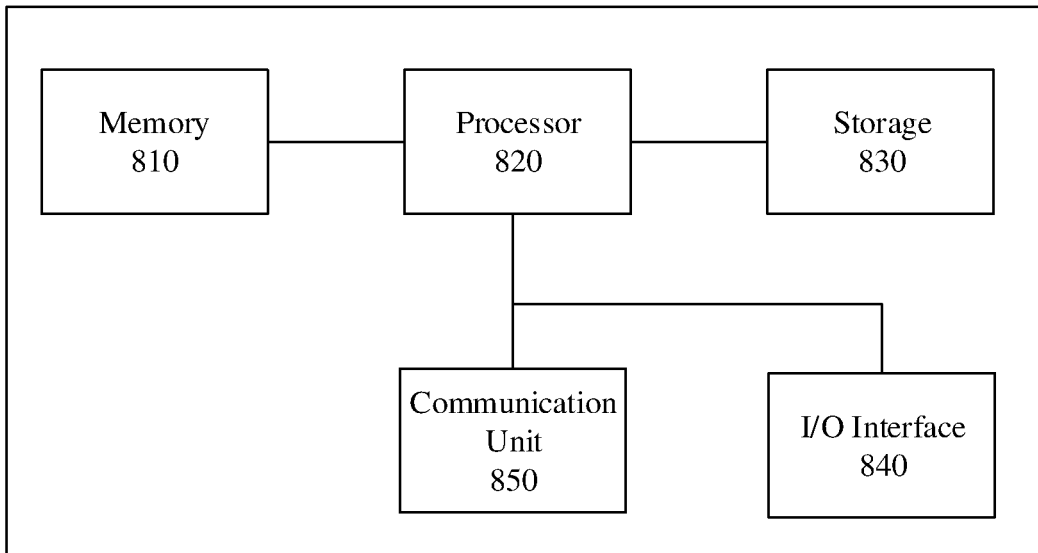 Memory
810
Processor
820
Storage
830
Communication
Unit
850
I/O Interface
840